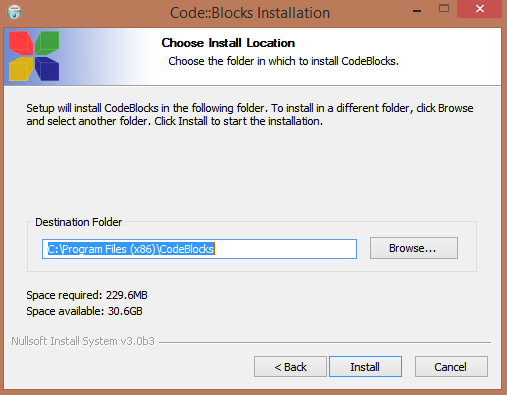 Code::Blocks Installation
Choose Install Location
Choose the folder in which to install CodeBlocks.
Setup will install CodeBlocks in the following folder. To install in a different folder, click Browse
and select another folder. Click Install to start the installation.
Destination Folder
C:\Program Files (x86)\CodeBlocks
Browse...
Space required: 229.6MB
Space available: 30.6GB
Nullsoft Install System v3.0b3
< Back
Install
Cancel